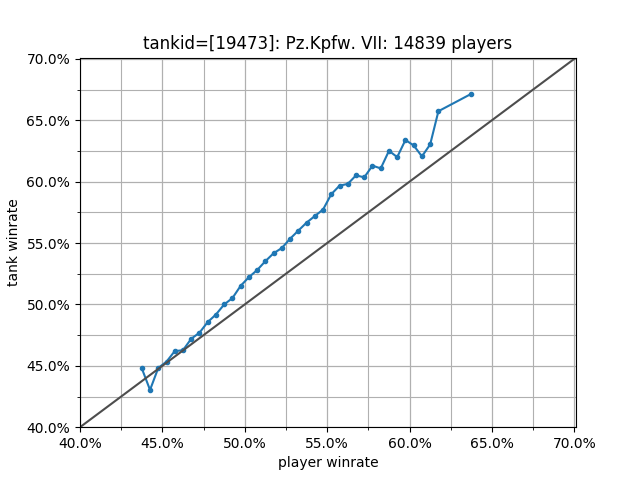 tankid=[19473]: Pz.Kpfw. VII: 14839 players
70.0%
65.0%
60.0%
55.0%
50.0%
45.0%
40.0%
tank winrate
40.0% 45.0% 50.0% 55.0% 60.0% 65.0% 70.0%
player winrate